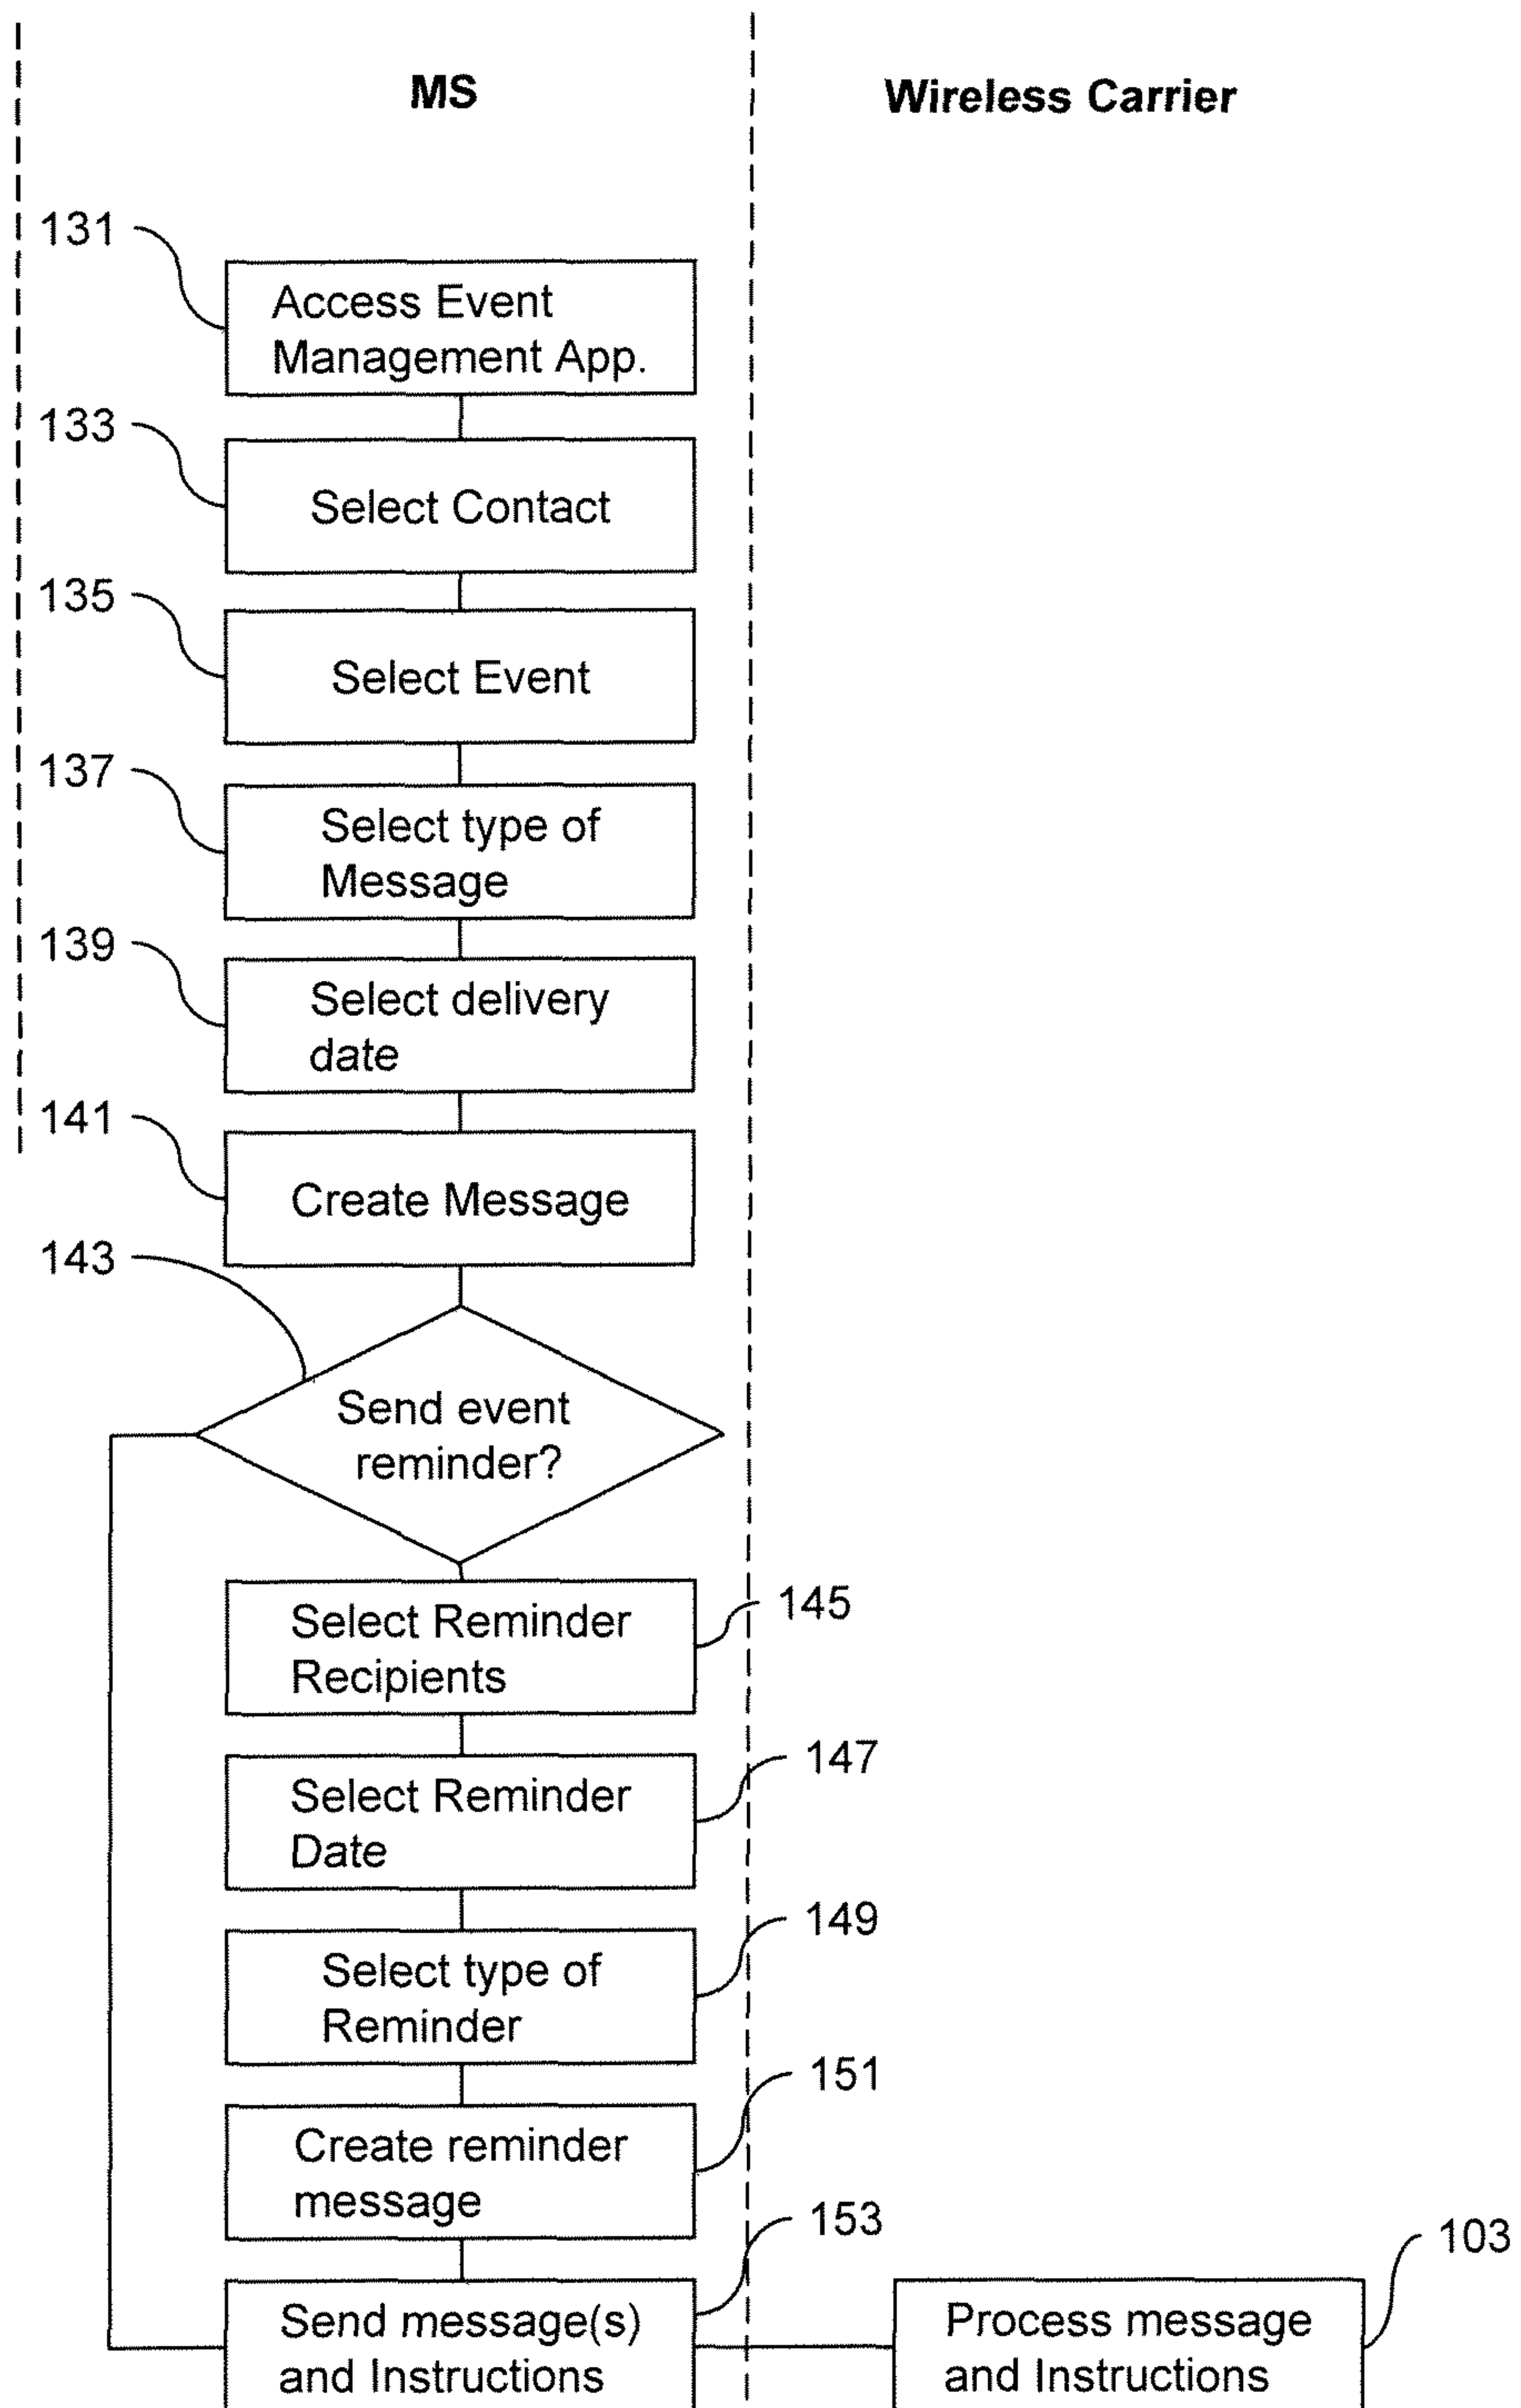 MS
Wireless Carrier
131
Access Event
Management App.
133
Select Contact
135
Select Event
137
Select type of
Message
139
Select delivery
date
141
Create Message
143
Send event
reminder?
Select Reminder
Recipients
145
Select Reminder
Date
147
Select type of
Reminder
149
Create reminder
message
151
Send message(s)
and Instructions
153
Process message
and Instructions
103